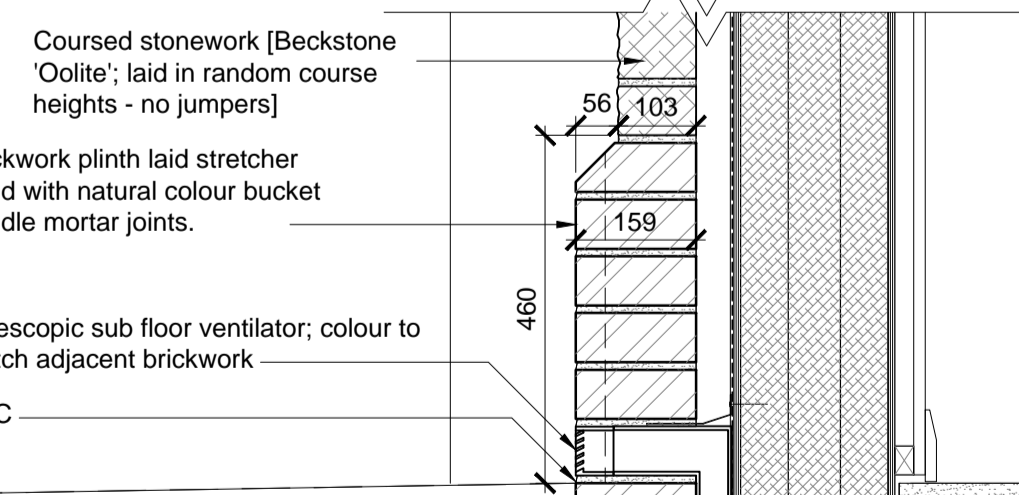 Coursed stonework [Beckstone
'Oolite'; laid in random course
heights - no jumpers]
56
103
ckwork plinth laid stretcher
d with natural colour bucket
dle mortar joints.
159
460
escopic sub floor ventilator; colour to
tch adjacent brickwork
C